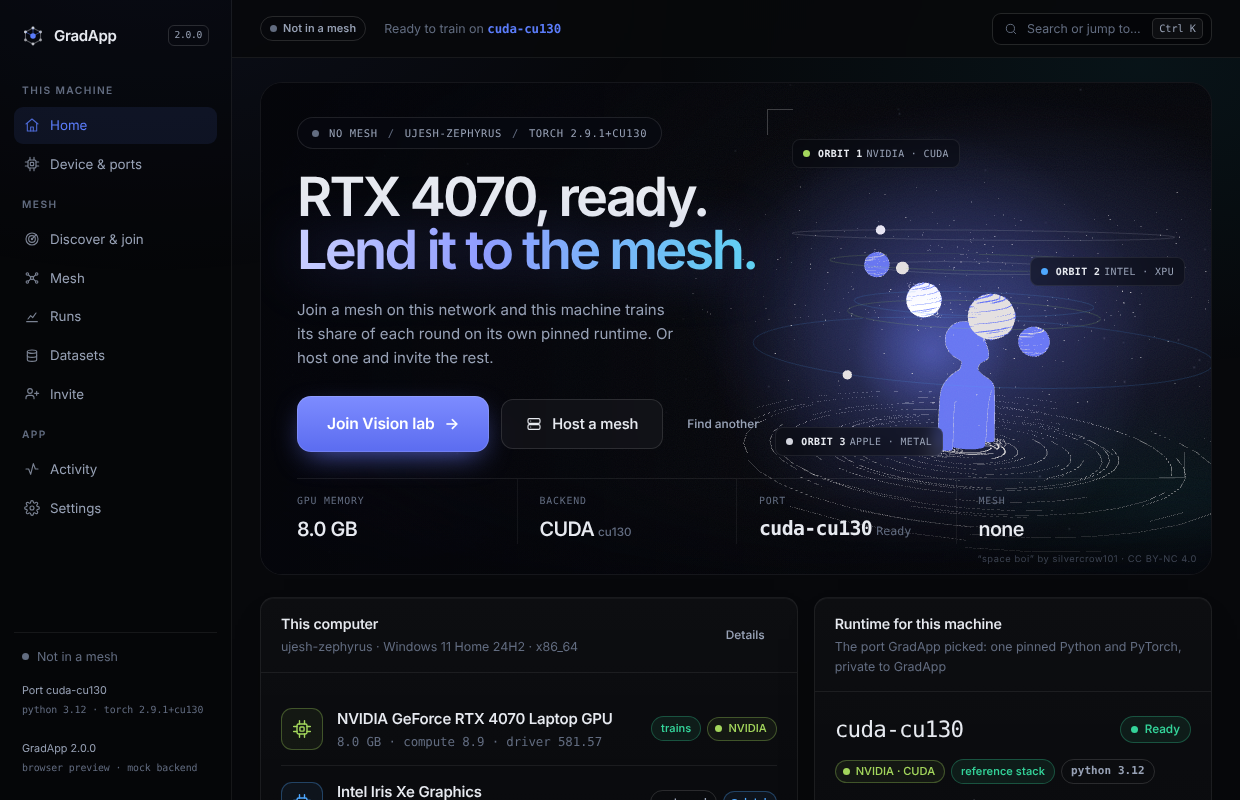 GradApp
2.0.0
THIS MACHINE
Home
Device & ports
MESH
Discover & join
Mesh
Runs
Datasets
Invite
APP
Activity
Settings
Not in a mesh
Port cuda-cu130
python 3.12 · torch 2.9.1+cu130
GradApp 2.0.0
browser preview · mock backend
Not in a mesh
Ready to train on cuda-cu130
Search or jump to...
Ctrl K
NO MESH / UJESH-ZEPHYRUS / TORCH 2.9.1+CU130
RTX 4070, ready.
Lend it to the mesh.
Join a mesh on this network and this machine trains
its share of each round on its own pinned runtime. Or
host one and invite the rest.
Join Vision lab →
Host a mesh
Find another
ORBIT 1 NVIDIA · CUDA
ORBIT 2 INTEL · XPU
ORBIT 3 APPLE · METAL
GPU MEMORY
8.0 GB
BACKEND
CUDA cu130
PORT
cuda-cu130 Ready
MESH
none
"space boi" by silvercrow101 · CC BY-NC 4.0
This computer
ujesh-zephyrus · Windows 11 Home 24H2 · x86_64
Details
NVIDIA GeForce RTX 4070 Laptop GPU
8.0 GB · compute 8.9 · driver 581.57
trains
NVIDIA
Intel Iris Xe Graphics
Runtime for this machine
The port GradApp picked: one pinned Python and PyTorch,
private to GradApp
cuda-cu130
Ready
NVIDIA · CUDA
reference stack
python 3.12